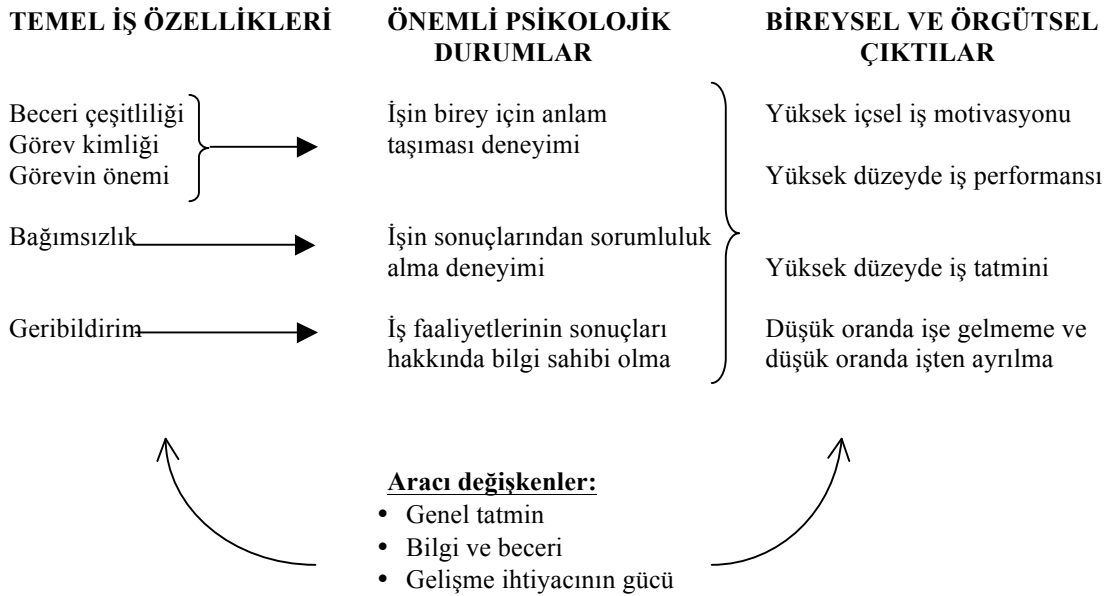 TEMEL İŞ ÖZELLİKLERİ
ÖNEMLİ PSİKOLOJİK
DURUMLAR
BİREYSEL VE ÖRGÜTSEL
ÇIKTILAR
Beceri çeşitliliği
Görev kimliği
Görevin önemi
İşin birey için anlam
taşıması deneyimi
Yüksek içsel iş motivasyonu
Yüksek düzeyde iş performansı
Bağımsızlık
İşin sonuçlarından sorumluluk
alma deneyimi
Yüksek düzeyde iş tatmini
Geribildirim
İş faaliyetlerinin sonuçları
hakkında bilgi sahibi olma
Düşük oranda işe gelmeme ve
düşük oranda işten ayrılma
Aracı değişkenler:
• Genel tatmin
• Bilgi ve beceri
• Gelişme ihtiyacının gücü